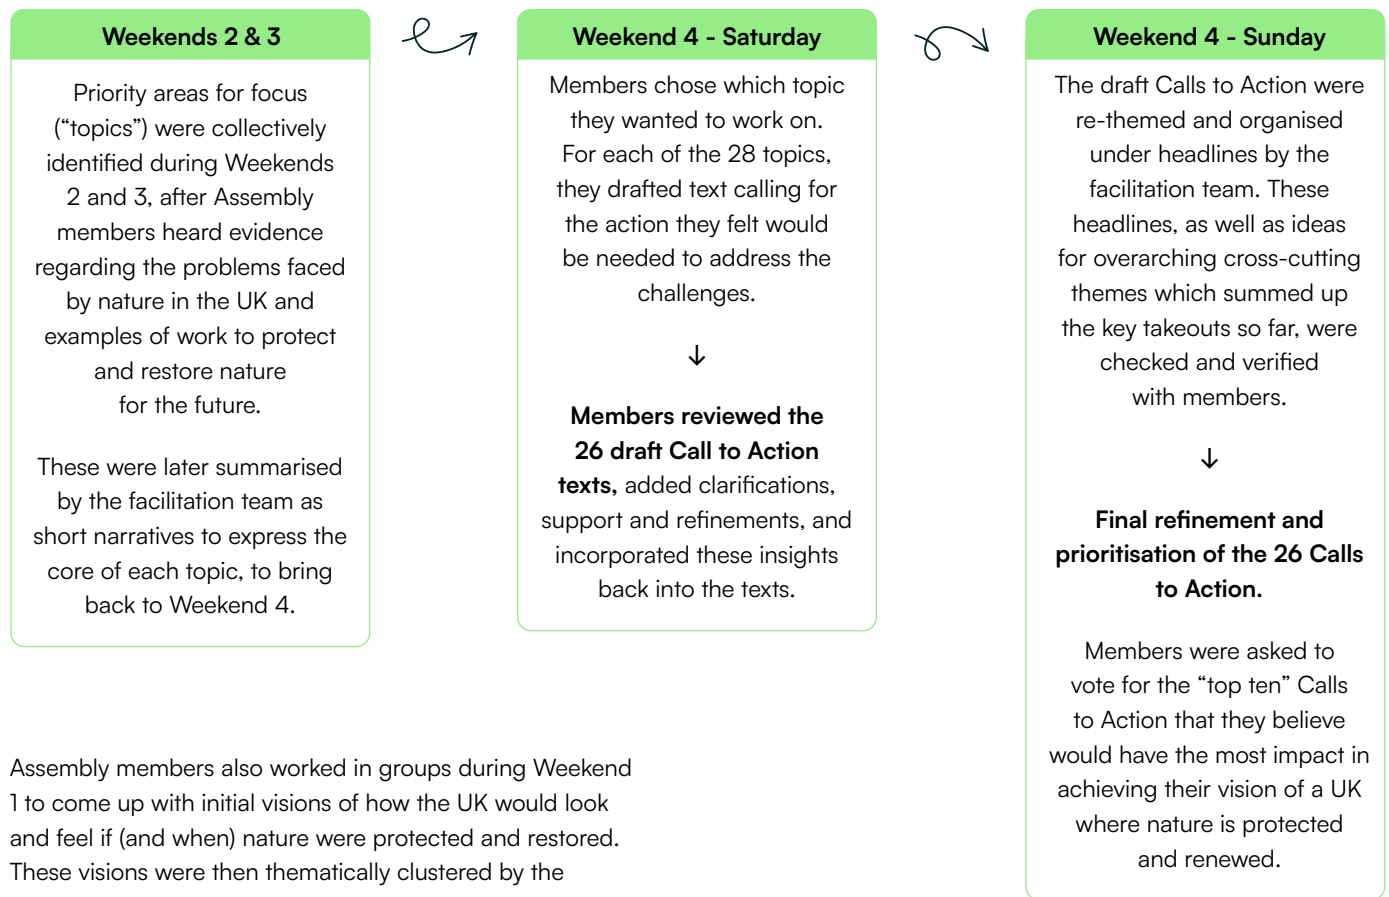 Weekends 2 & 3
Priority areas for focus
(“topics”) were collectively
identified during Weekends
2 and 3, after Assembly
members heard evidence
regarding the problems faced
by nature in the UK and
examples of work to protect
and restore nature
for the future.
These were later summarised
by the facilitation team as
short narratives to express the
core of each topic, to bring
back to Weekend 4.
Weekend 4 - Saturday
Members chose which topic
they wanted to work on.
For each of the 28 topics,
they drafted text calling for
the action they felt would
be needed to address the
challenges.
↓
Members reviewed the
26 draft Call to Action
texts, added clarifications,
support and refinements, and
incorporated these insights
back into the texts.
Weekend 4 - Sunday
The draft Calls to Action were
re-themed and organised
under headlines by the
facilitation team. These
headlines, as well as ideas
for overarching cross-cutting
themes which summed up
the key takeouts so far, were
checked and verified
with members.
↓
Final refinement and
prioritisation of the 26 Calls
to Action.
Members were asked to
vote for the “top ten” Calls
to Action that they believe
would have the most impact in
achieving their vision of a UK
where nature is protected
and renewed.
Assembly members also worked in groups during Weekend
1 to come up with initial visions of how the UK would look
and feel if (and when) nature were protected and restored.
These visions were then thematically clustered by the